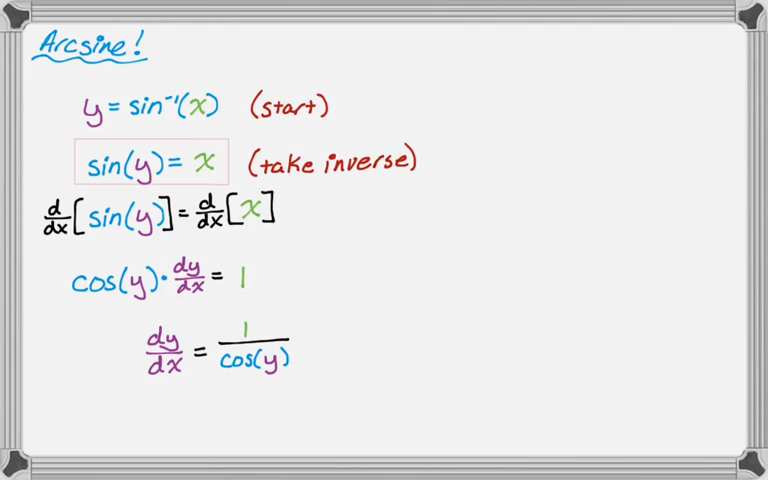 Arcsine!
y = sin⁻¹(x) (start)
sin(y) = x (take inverse)
d/dx[sin(y)] = d/dx[x]
cos(y)·dy/dx = 1
dy/dx = 1/cos(y)